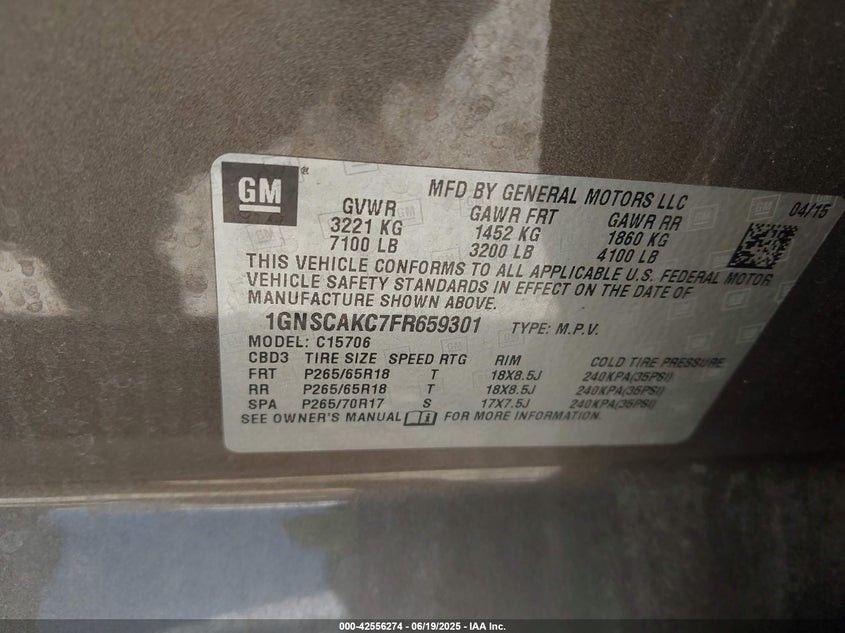 GM
MFD BY GENERAL MOTORS LLC
04/15
GVWR GAWR FRT GAWR RR
3221 KG 1452 KG 1860 KG
7100 LB 3200 LB 4100 LB
THIS VEHICLE CONFORMS TO ALL APPLICABLE U.S. FEDERAL MOTOR
VEHICLE SAFETY STANDARDS IN EFFECT ON THE DATE OF
MANUFACTURE SHOWN ABOVE.
1GNSCAKC7FR659301 TYPE: M.P.V.
MODEL: C15706
CBD3 TIRE SIZE SPEED RTG RIM COLD TIRE PRESSURE
FRT P265/65R18 T 18X8.5J 240KPA(35PSI)
RR P265/65R18 T 18X8.5J 240KPA(35PSI)
SPA P265/70R17 S 17X7.5J 240KPA(35PSI)
SEE OWNER'S MANUAL FOR MORE INFORMATION.
000-42556274 - 06/19/2025 - IAA Inc.